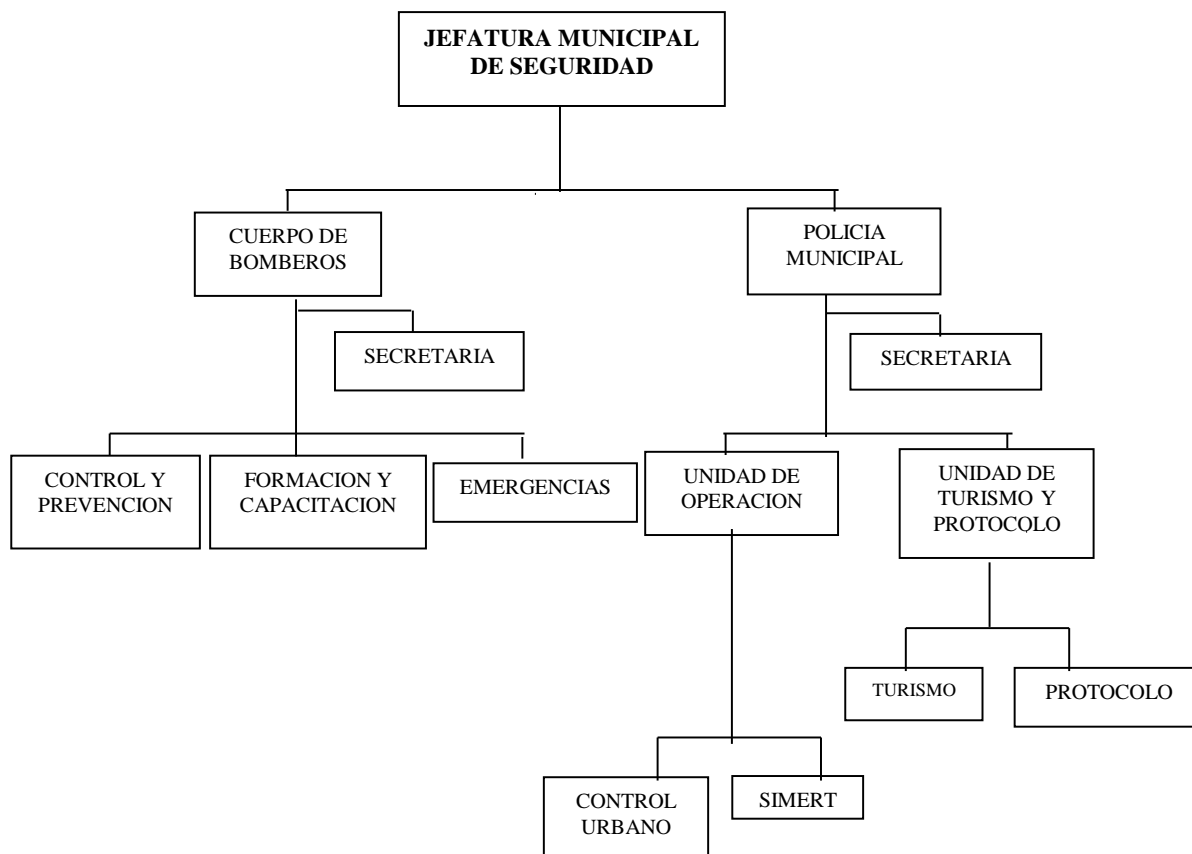 JEFATURA MUNICIPAL
DE SEGURIDAD
CUERPO DE
BOMBEROS
POLICIA
MUNICIPAL
SECRETARIA
SECRETARIA
CONTROL Y
PREVENCION
FORMACION Y
CAPACITACION
EMERGENCIAS
UNIDAD DE
OPERACION
UNIDAD DE
TURISMO Y
PROTOCOLO
TURISMO
PROTOCOLO
CONTROL
URBANO
SIMERT